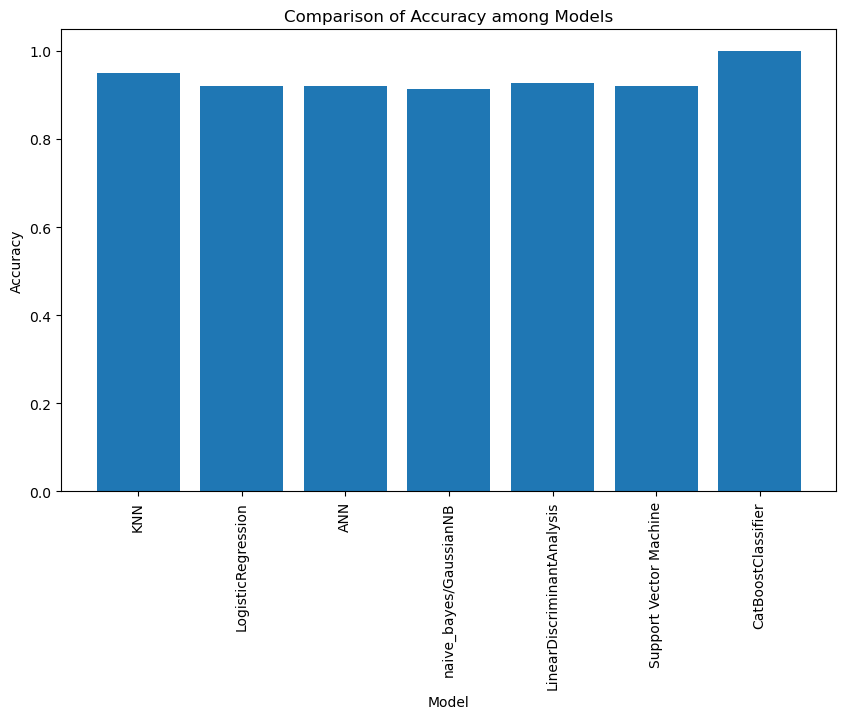 Comparison of Accuracy among Models
Accuracy
1.0
0.8
0.6
0.4
0.2
0.0
KNN
LogisticRegression
ANN
naive_bayes/GaussianNB
LinearDiscriminantAnalysis
Support Vector Machine
CatBoostClassifier
Model